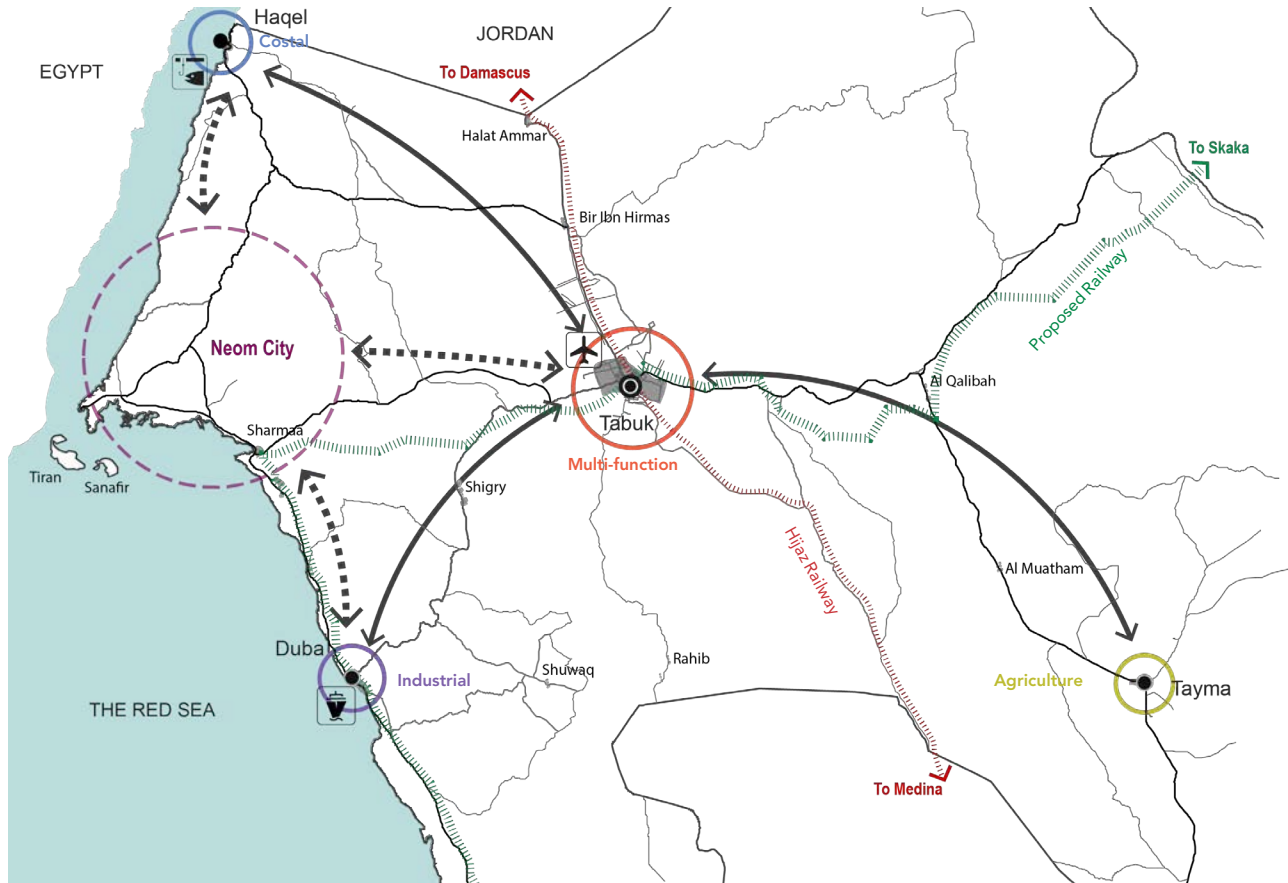 Haqel
Costal
JORDAN
EGYPT
To Damascus
Halat Ammar
To Skaka
Bir Ibn Hirmas
Proposed Railway
Neom City
Al Qalibah
Tabuk
Sharmaa
Multi-function
Tiran
Sanafir
Shigry
Hijaz Railway
Al Muatham
Duba
Industrial
Shuwaq
Rahib
Agriculture
Tayma
THE RED SEA
To Medina